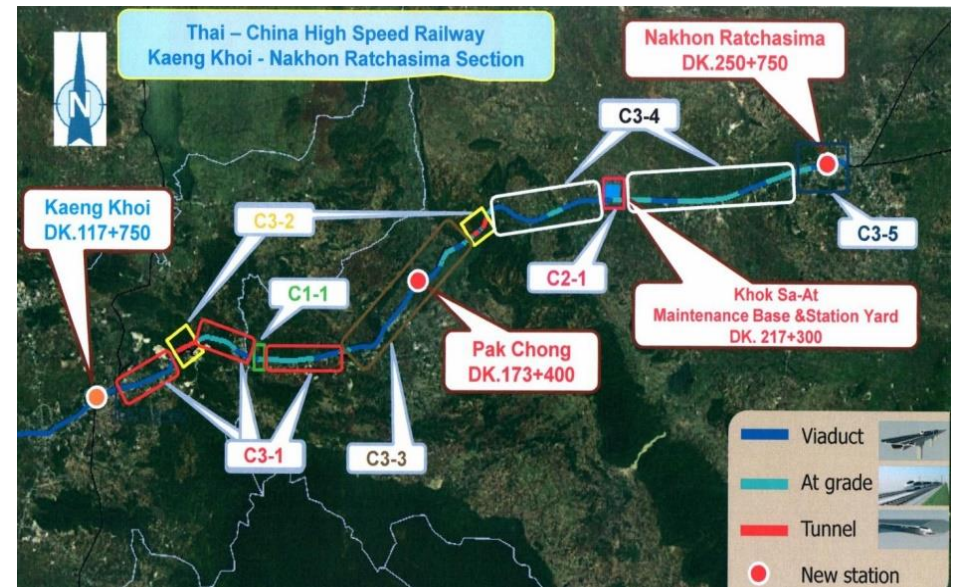 Thai – China High Speed Railway
Kaeng Khoi - Nakhon Ratchasima Section
N
Nakhon Ratchasima
DK.250+750
C3-4
Kaeng Khoi
DK.117+750
C3-2
C2-1
C3-5
C1-1
Khok Sa-At
Maintenance Base &Station Yard
DK. 217+300
Pak Chong
DK.173+400
C3-1
C3-3
Viaduct
At grade
Tunnel
New station